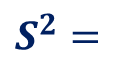 s² =